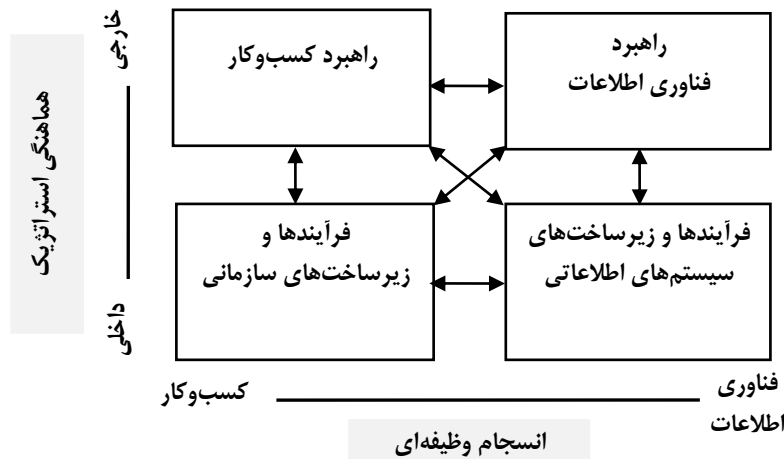 خارجی
هماهنگی استراتژیک
داخلی
راهبرد
فناوری اطلاعات
راهبرد کسب‌وکار
فرآیندها و زیرساخت‌های
سیستم‌های اطلاعاتی
فرآیندها و
زیرساخت‌های سازمانی
فناوری
اطلاعات
کسب‌وکار
انسجام وظیفه‌ای